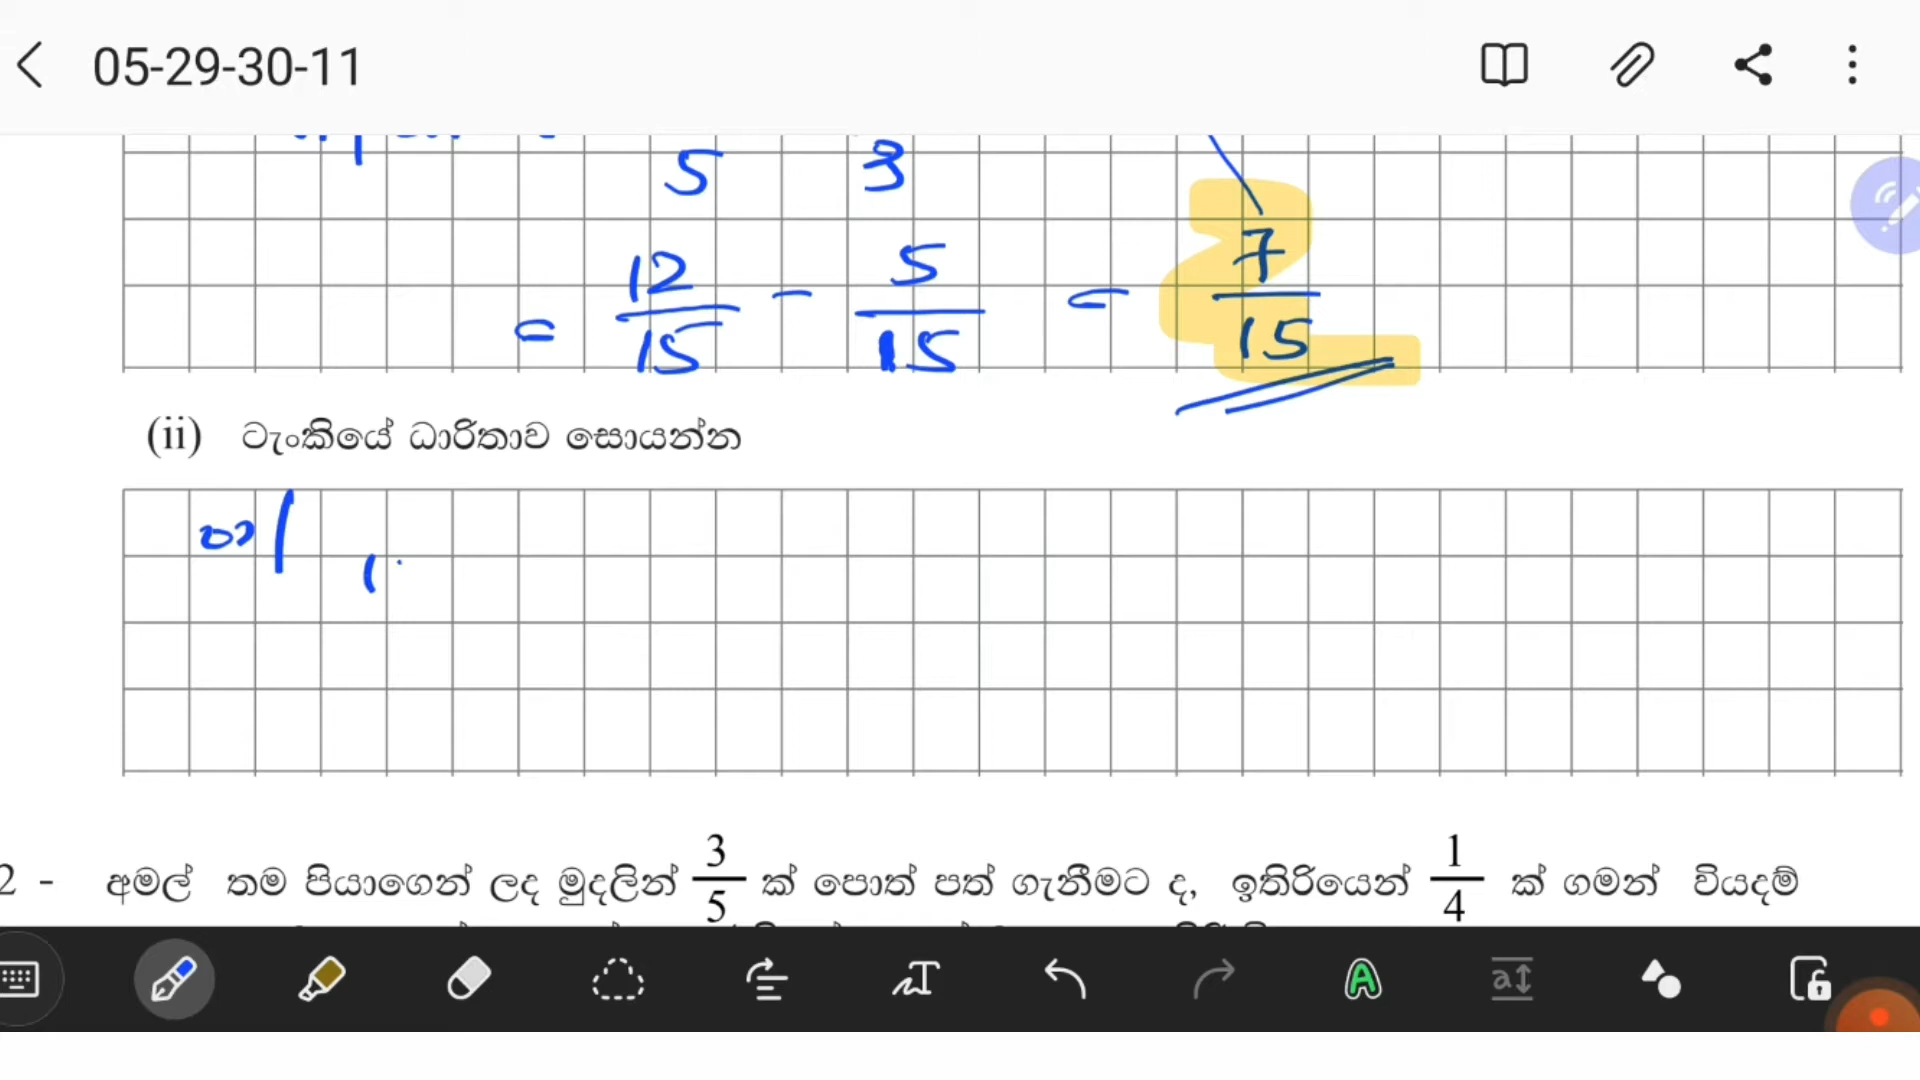 05-29-30-11
5 3
= 12/15 - 5/15 = 7/15
(ii) ටැංකියේ ධාරිතාව සොයන්න
2 - අමල් තම පියාගෙන් ලද මුදලින් 3/5 ක් පොත් පත් ගැනීමට ද, ඉතිරියෙන් 1/4 ක් ගමන් වියදම්